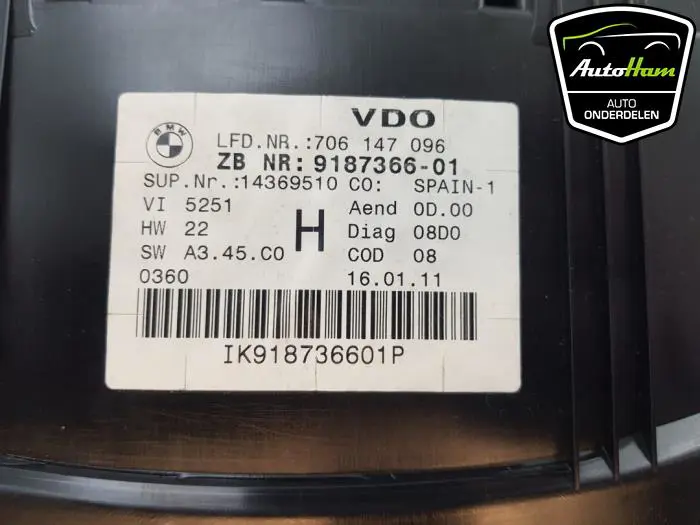 AutoHam
AUTO
ONDERDELEN
BMW
VDO
LFD.NR.:706 147 096
ZB NR: 9187366-01
SUP.Nr.:14369510 CO: SPAIN-1
VI 5251 Aend 0D.00
HW 22 H Diag 08D0
SW A3.45.C0 COD 08
0360 16.01.11
IK918736601P